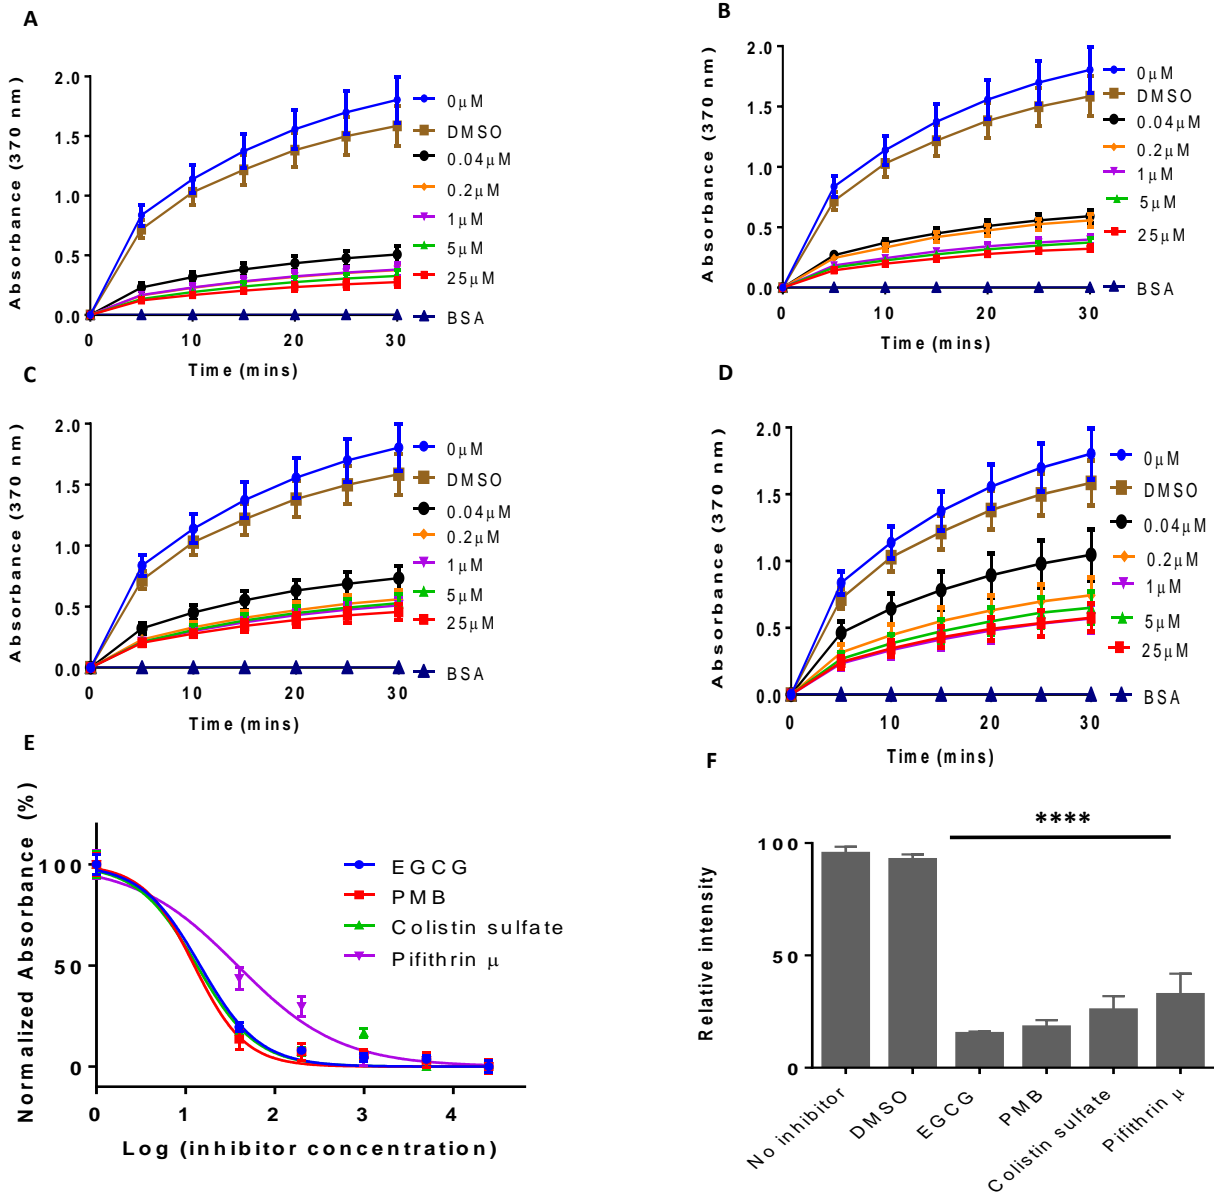 A
Absorbance (370 nm)
2.0
1.5
1.0
0.5
0.0
0 10 20 30
Time (mins)
0μM
DMSO
0.04μM
0.2μM
1μM
5μM
25μM
BSA
B
Absorbance (370 nm)
2.0
1.5
1.0
0.5
0.0
0 10 20 30
Time (mins)
0μM
DMSO
0.04μM
0.2μM
1μM
5μM
25μM
BSA
C
Absorbance (370 nm)
2.0
1.5
1.0
0.5
0.0
0 10 20 30
Time (mins)
0μM
DMSO
0.04μM
0.2μM
1μM
5μM
25μM
BSA
D
Absorbance (370 nm)
2.0
1.5
1.0
0.5
0.0
0 10 20 30
Time (mins)
0μM
DMSO
0.04μM
0.2μM
1μM
5μM
25μM
BSA
E
Normalized Absorbance (%)
100
50
0
0 1 2 3 4
Log (inhibitor concentration)
EGCG
PMB
Colistin sulfate
Pifithrin μ
F
Relative intensity
100
50
0
****
No inhibitor
DMSO
EGCG
PMB
Colistin sulfate
Pifithrin μ